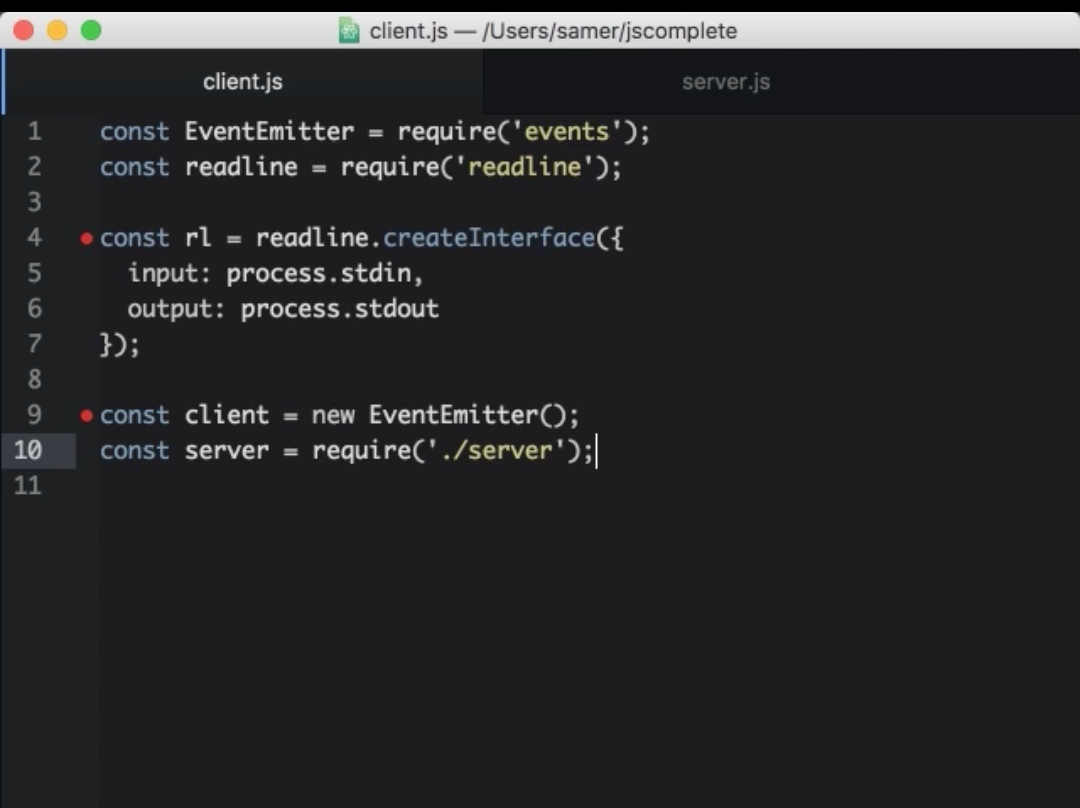 client.js — /Users/samer/jscomplete
client.js
server.js
1 const EventEmitter = require('events');
2 const readline = require('readline');
3
4 const rl = readline.createInterface({
5   input: process.stdin,
6   output: process.stdout
7 });
8
9 const client = new EventEmitter();
10 const server = require('./server');
11